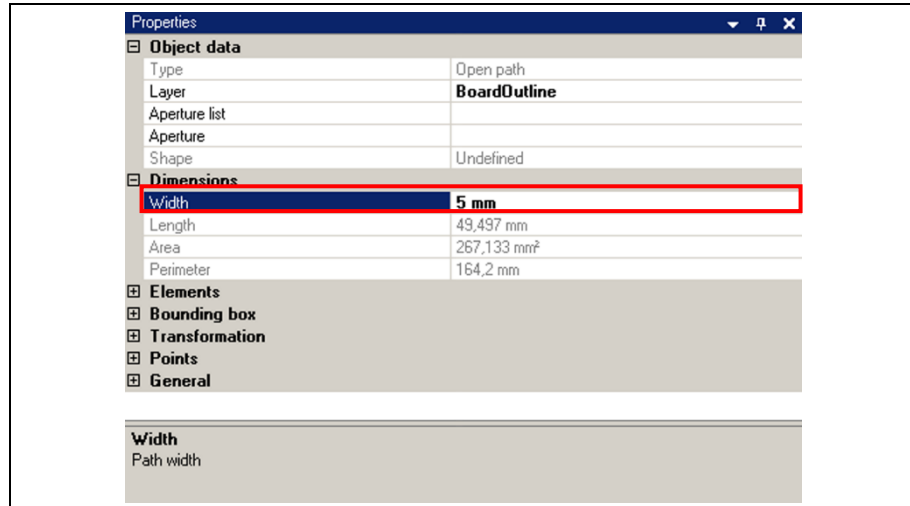 Properties
Object data
Type Open path
Layer BoardOutline
Aperture list
Aperture
Shape Undefined
Dimensions
Width 5 mm
Length 49,497 mm
Area 267,133 mm²
Perimeter 164,2 mm
Elements
Bounding box
Transformation
Points
General
Width
Path width